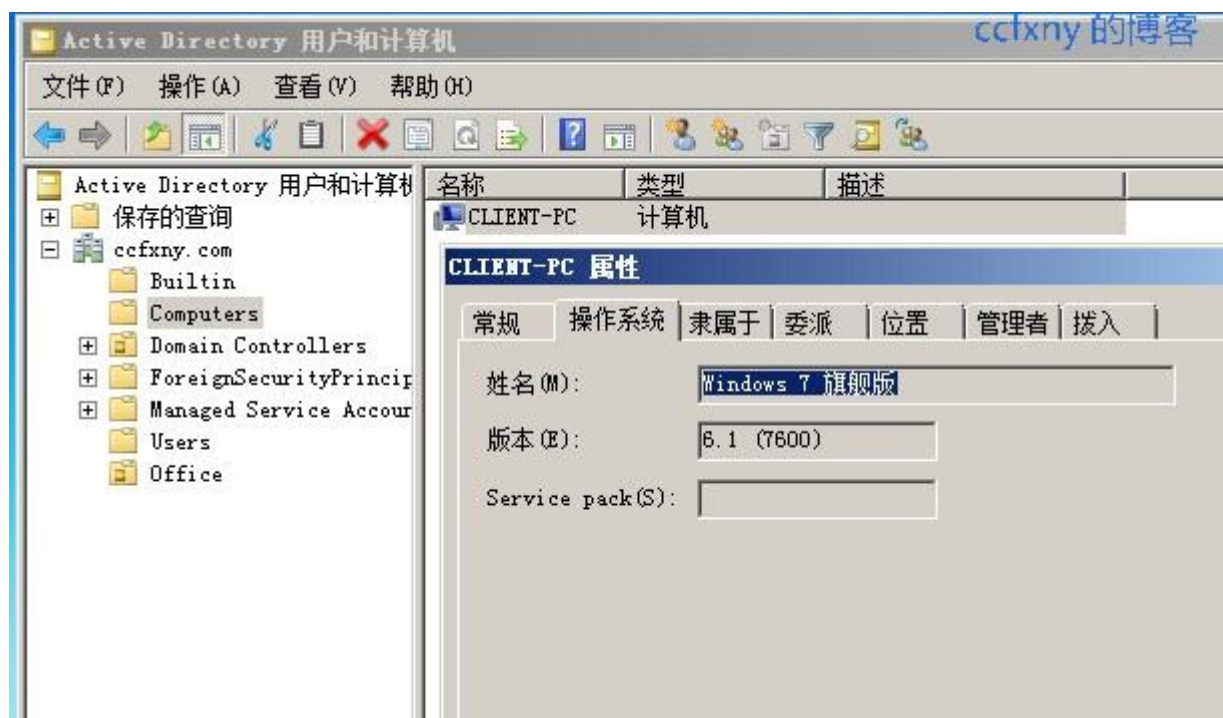 ccfxny 的博客
Active Directory 用户和计算机
文件(F) 操作(A) 查看(V) 帮助(H)
Active Directory 用户和计算机
保存的查询
ccfxny.com
Builtin
Computers
Domain Controllers
ForeignSecurityPrincip
Managed Service Accour
Users
Office
名称 类型 描述
CLIENT-PC 计算机
CLIENT-PC 属性
常规 操作系统 隶属于 委派 位置 管理者 拨入
姓名(M): Windows 7 旗舰版
版本(E): 6.1 (7600)
Service pack(S):